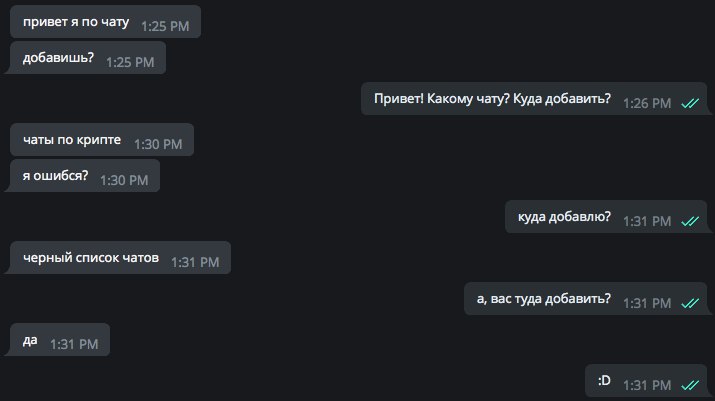 привет я по чату 1:25 PM
добавишь? 1:25 PM
Привет! Какому чату? Куда добавить? 1:26 PM
чаты по крипте 1:30 PM
я ошибся? 1:30 PM
куда добавлю? 1:31 PM
черный список чатов 1:31 PM
а, вас туда добавить? 1:31 PM
да 1:31 PM
:D 1:31 PM